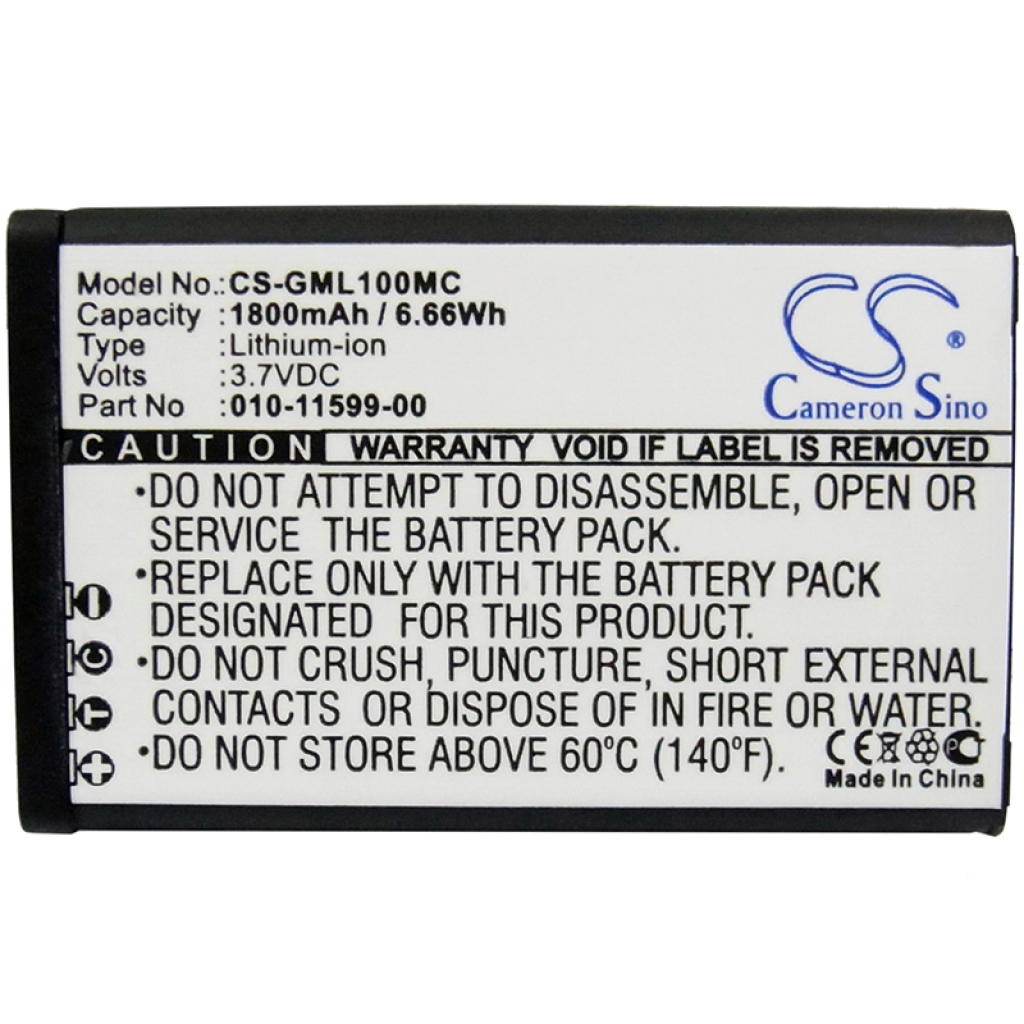 Model No.: CS-GML100MC
Capacity : 1800mAh / 6.66Wh
Type : Lithium-ion
Volts : 3.7VDC
Part No : 010-11599-00
CS®
Cameron Sino
CAUTION WARRANTY VOID IF LABEL IS REMOVED
•DO NOT ATTEMPT TO DISASSEMBLE, OPEN OR
SERVICE THE BATTERY PACK.
•REPLACE ONLY WITH THE BATTERY PACK
DESIGNATED FOR THIS PRODUCT.
•DO NOT CRUSH, PUNCTURE, SHORT EXTERNAL
CONTACTS OR DISPOSE OF IN FIRE OR WATER.
•DO NOT STORE ABOVE 60°C (140°F).
- 
C
T
+
CE PCT
Made In China